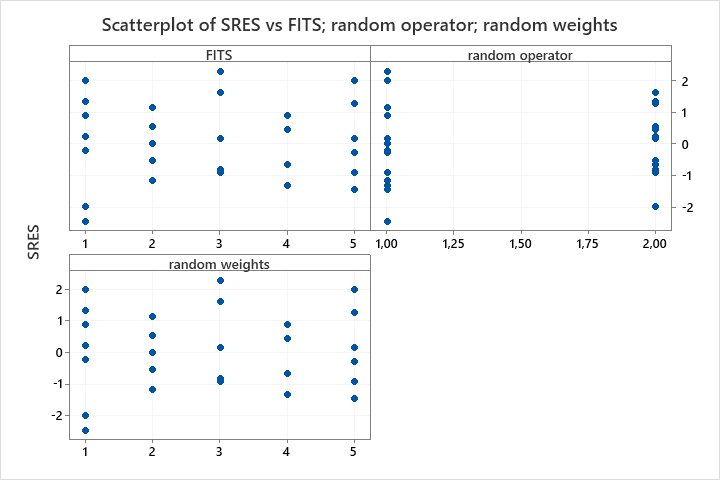 Scatterplot of SRES vs FITS; random operator; random weights
FITS
random operator
2
1
0
-1
-2
1 2 3 4 5
1,00 1,25 1,50 1,75 2,00
SRES
random weights
2
1
0
-1
-2
1 2 3 4 5